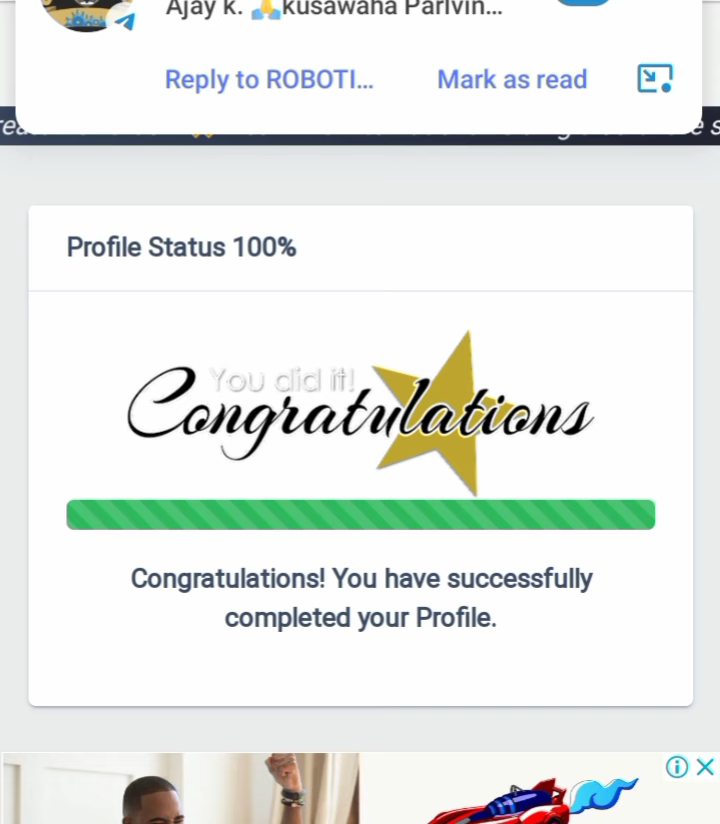 Ajay k. 🙏kusawaha Parlvin...
Reply to ROBOTI...
Mark as read
Profile Status 100%
You did it!
Congratulations
Congratulations! You have successfully
completed your Profile.